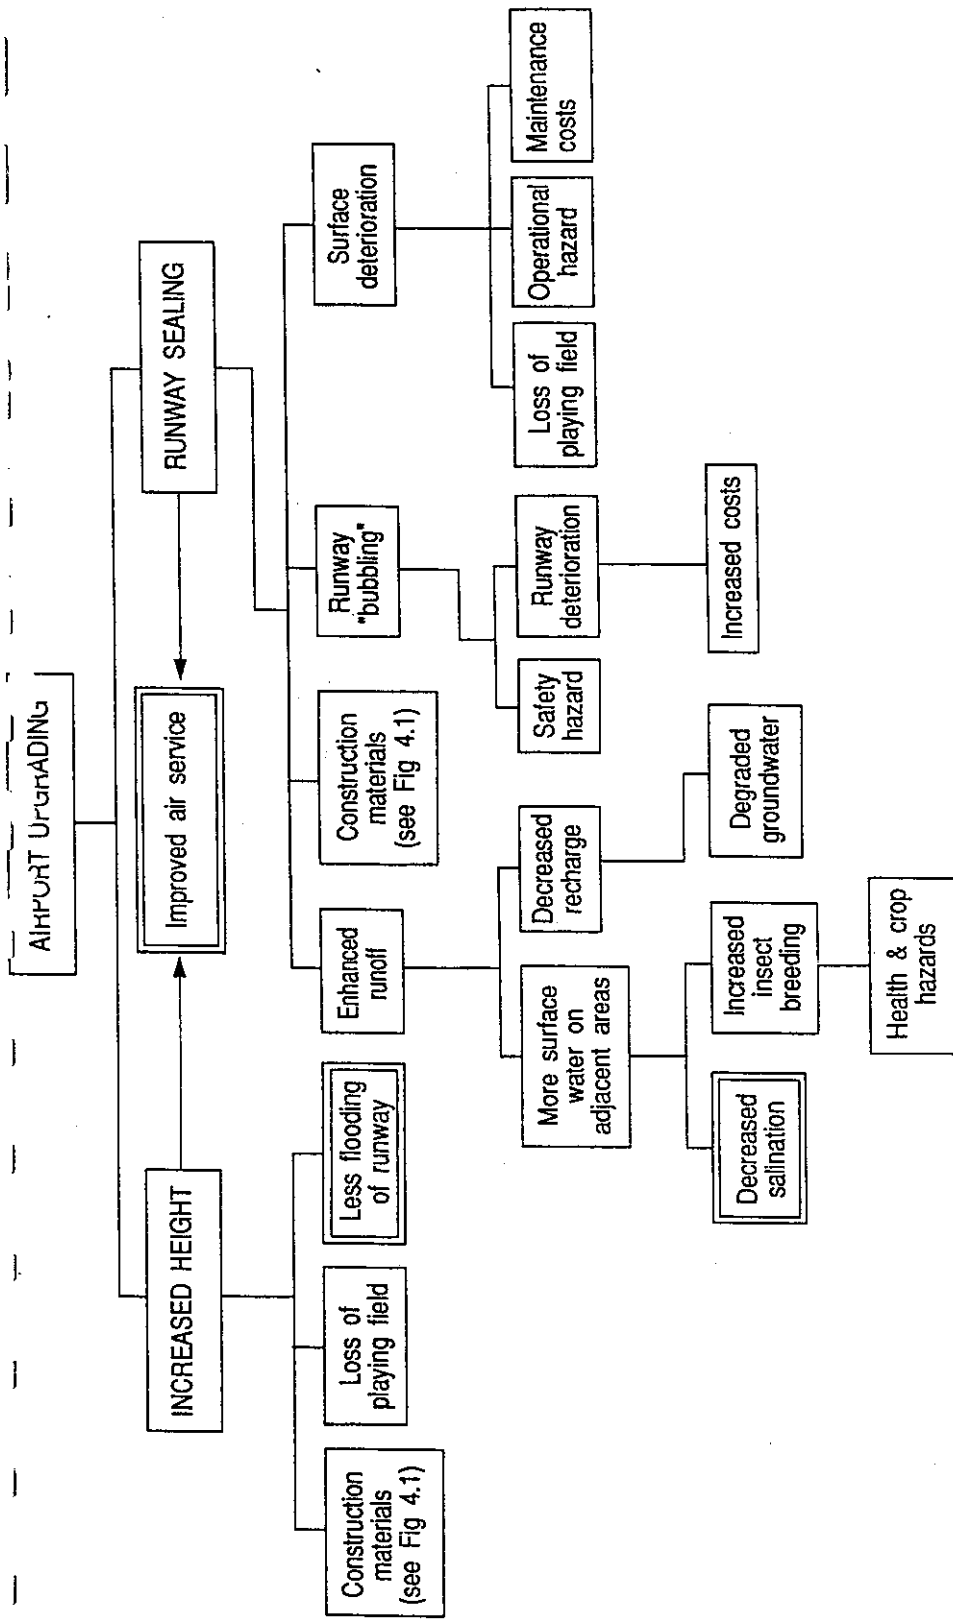 AIRPORT UPGRADING
INCREASED HEIGHT
Improved air service
RUNWAY SEALING
Construction
materials
(see Fig 4.1)
Loss of
playing field
Less flooding
of runway
Enhanced
runoff
Construction
materials
(see Fig 4.1)
Runway
"bubbling"
Surface
deterioration
More surface
water on
adjacent areas
Decreased
recharge
Safety
hazard
Runway
deterioration
Loss of
playing field
Operational
hazard
Maintenance
costs
Decreased
salination
Increased
insect
breeding
Degraded
groundwater
Increased costs
Health & crop
hazards